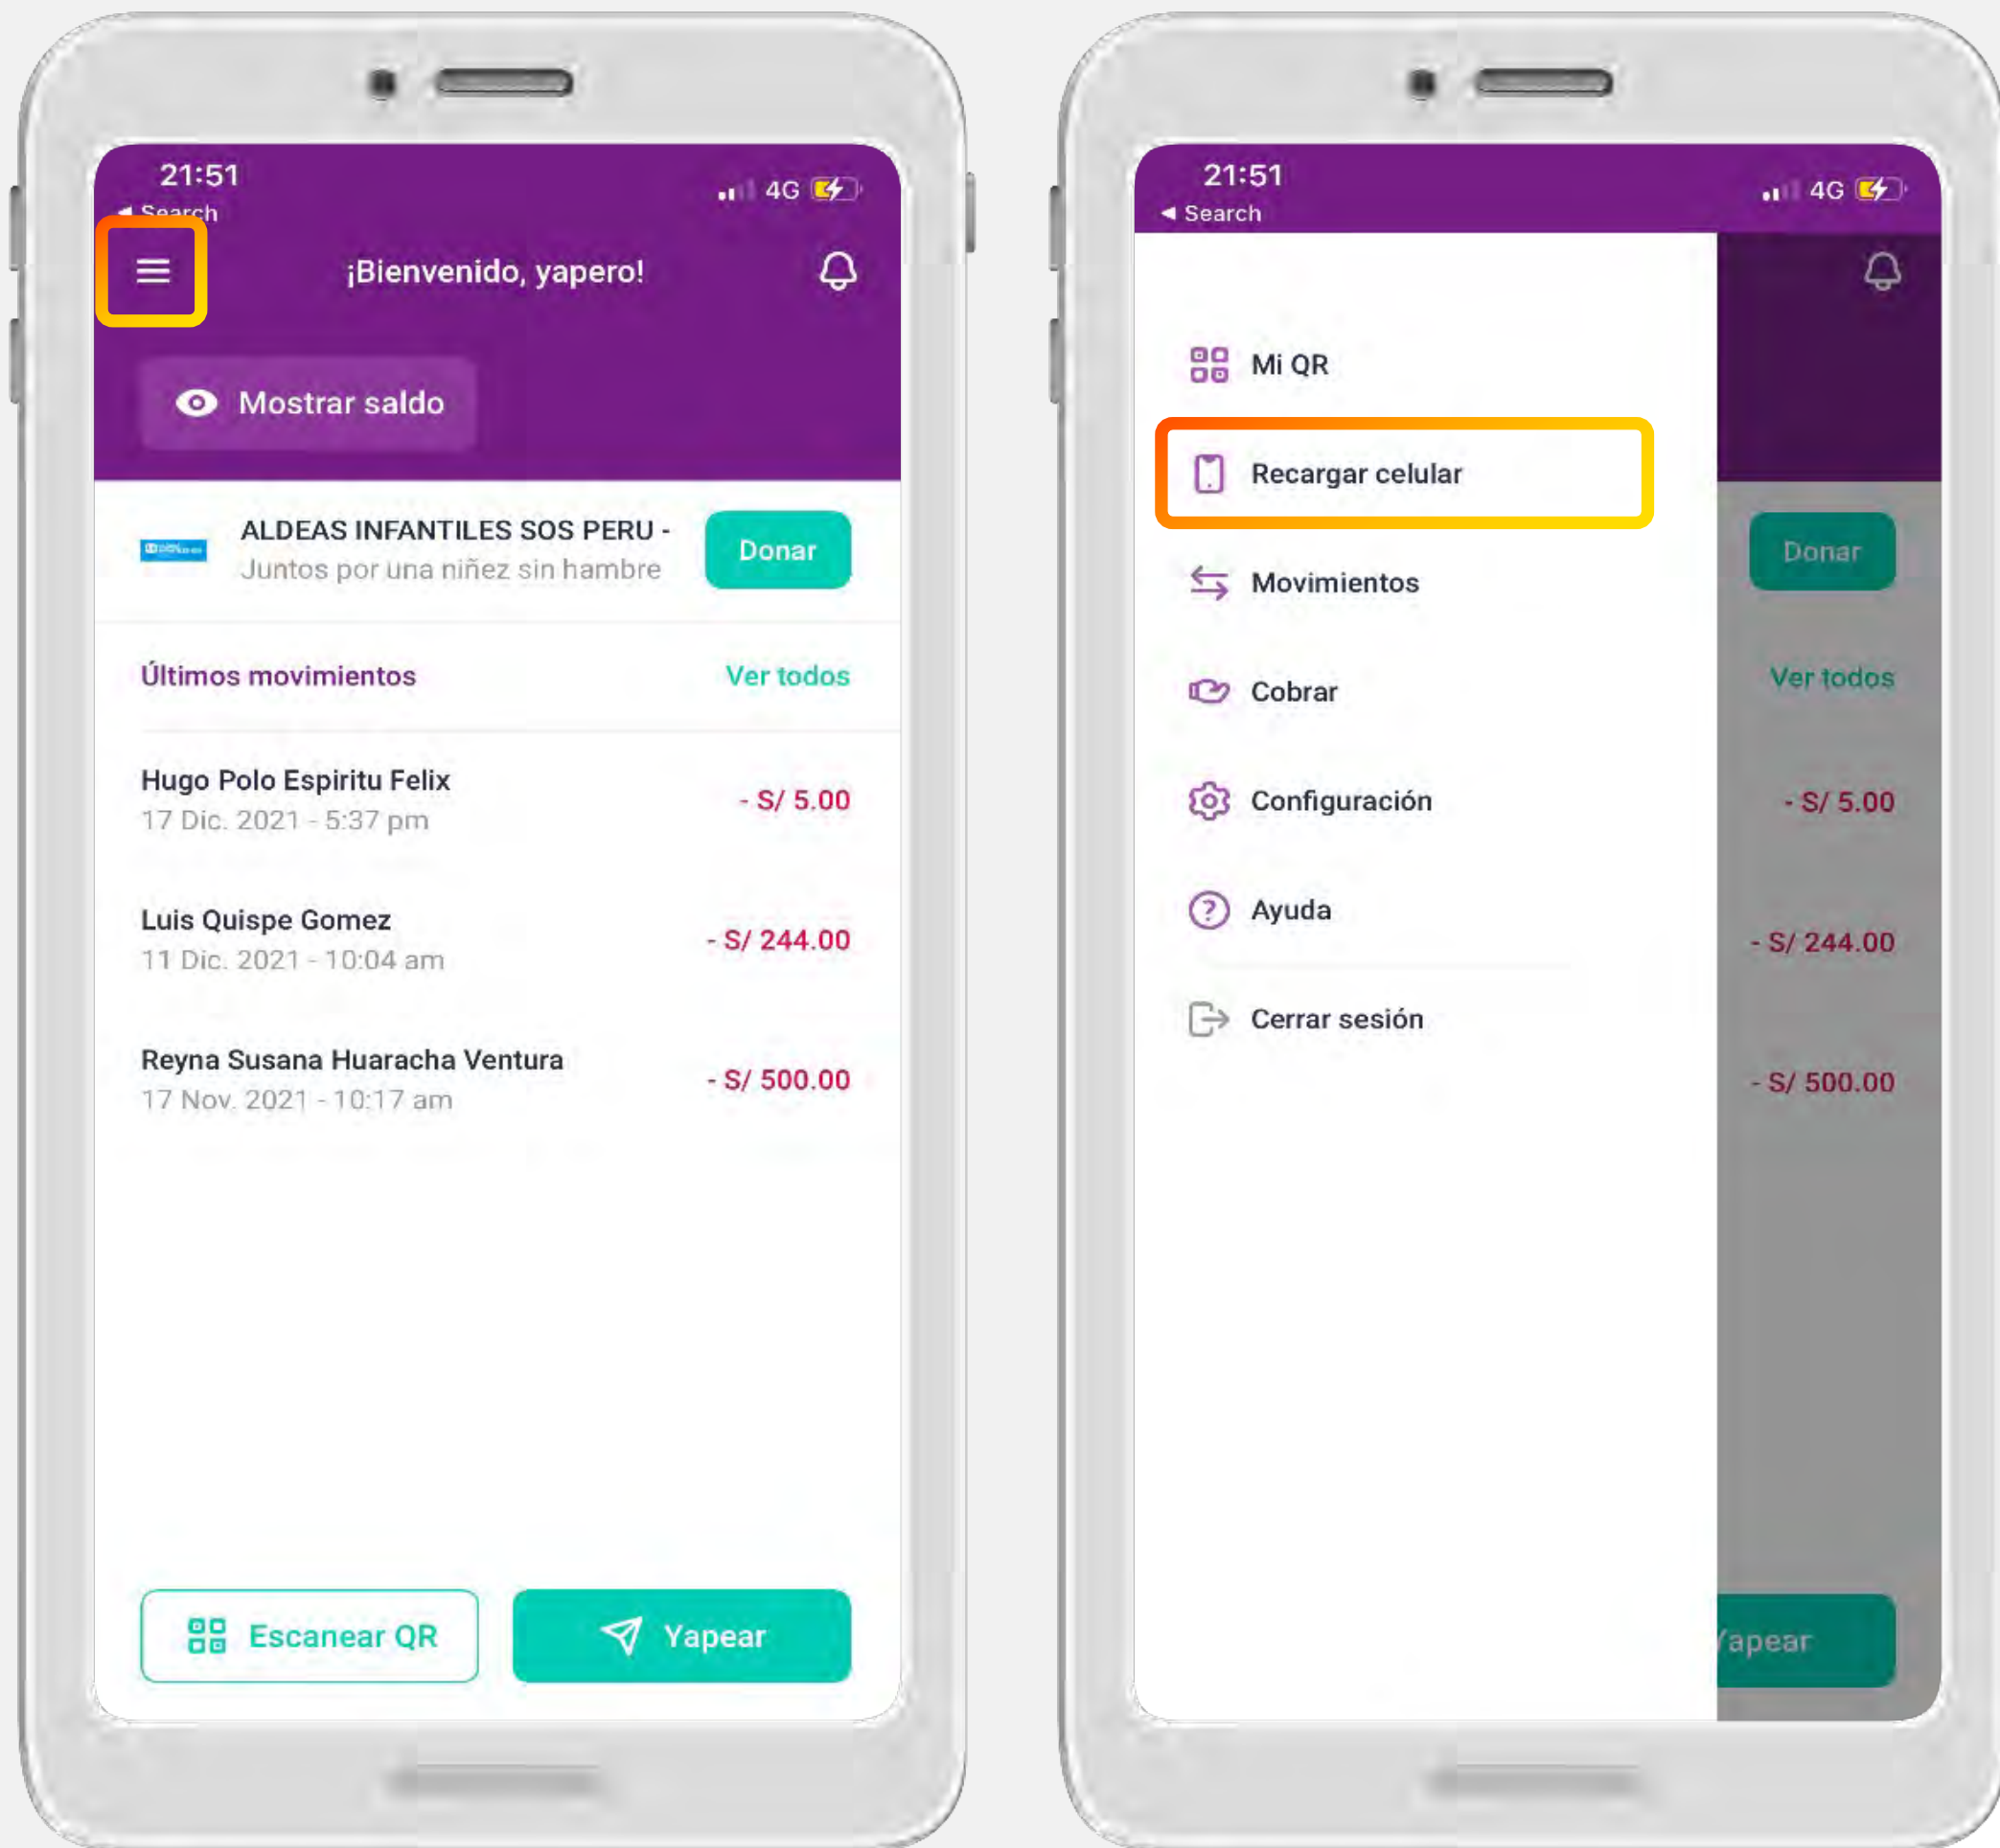 21:51
4G
Search
¡Bienvenido, yapero!
Mostrar saldo
ALDEAS INFANTILES SOS PERU -
Juntos por una niñez sin hambre
Donar
Últimos movimientos
Ver todos
Hugo Polo Espiritu Felix
- S/ 5.00
17 Dic. 2021 - 5:37 pm
Luis Quispe Gomez
- S/ 244.00
11 Dic. 2021 - 10:04 am
Reyna Susana Huaracha Ventura
- S/ 500.00
17 Nov. 2021 - 10:17 am
Escanear QR
Yapear
21:51
4G
◄ Search
Mi QR
Recargar celular
Movimientos
Cobrar
Configuración
Ayuda
Cerrar sesión
Donar
Ver todos
- S/ 5.00
- S/ 244.00
- S/ 500.00
Yapear